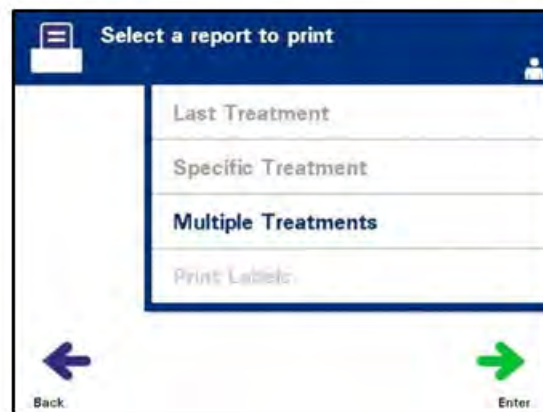 Select a report to print
Last Treatment
Specific Treatment
Multiple Treatments
Print Labels
Back
Enter